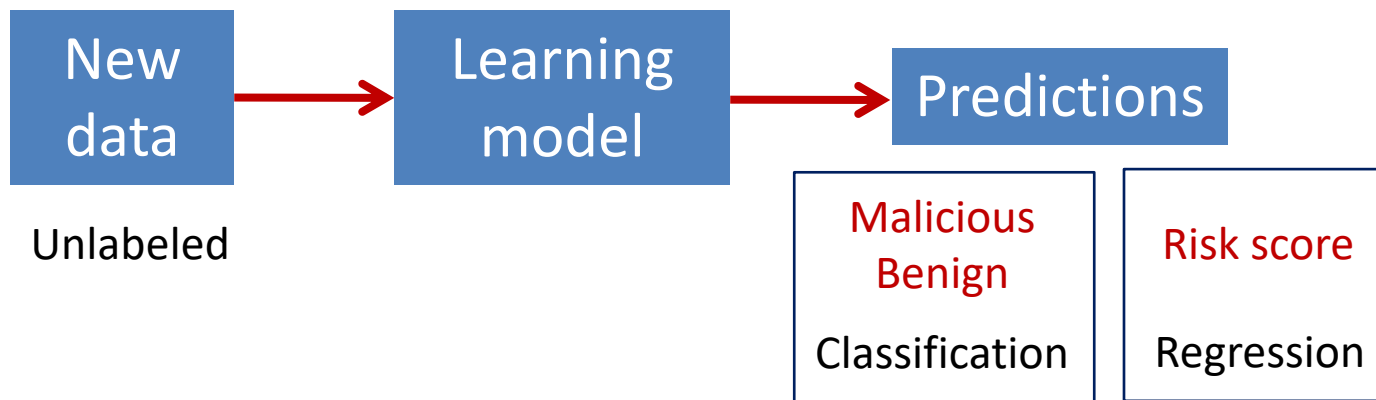 New
data
Learning
model
Predictions
Unlabeled
Malicious
Benign
Classification
Risk score
Regression